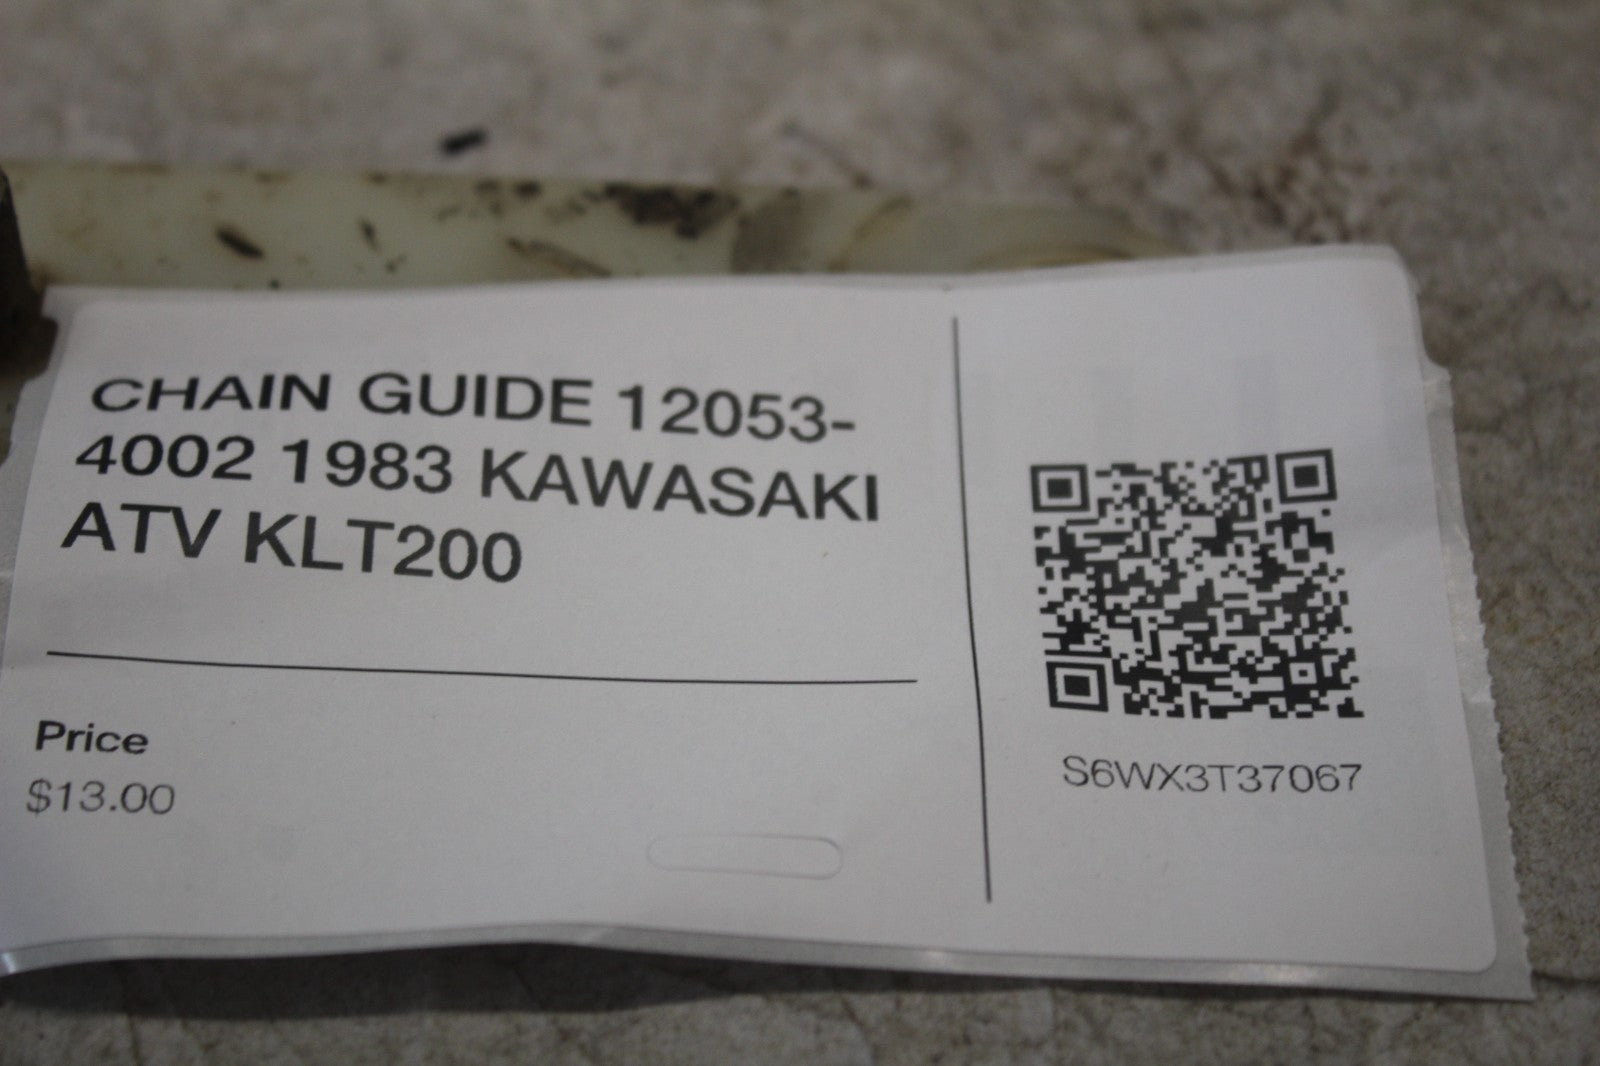 CHAIN GUIDE 12053-
4002 1983 KAWASAKI
ATV KLT200
Price
$13.00
S6WX3T37067